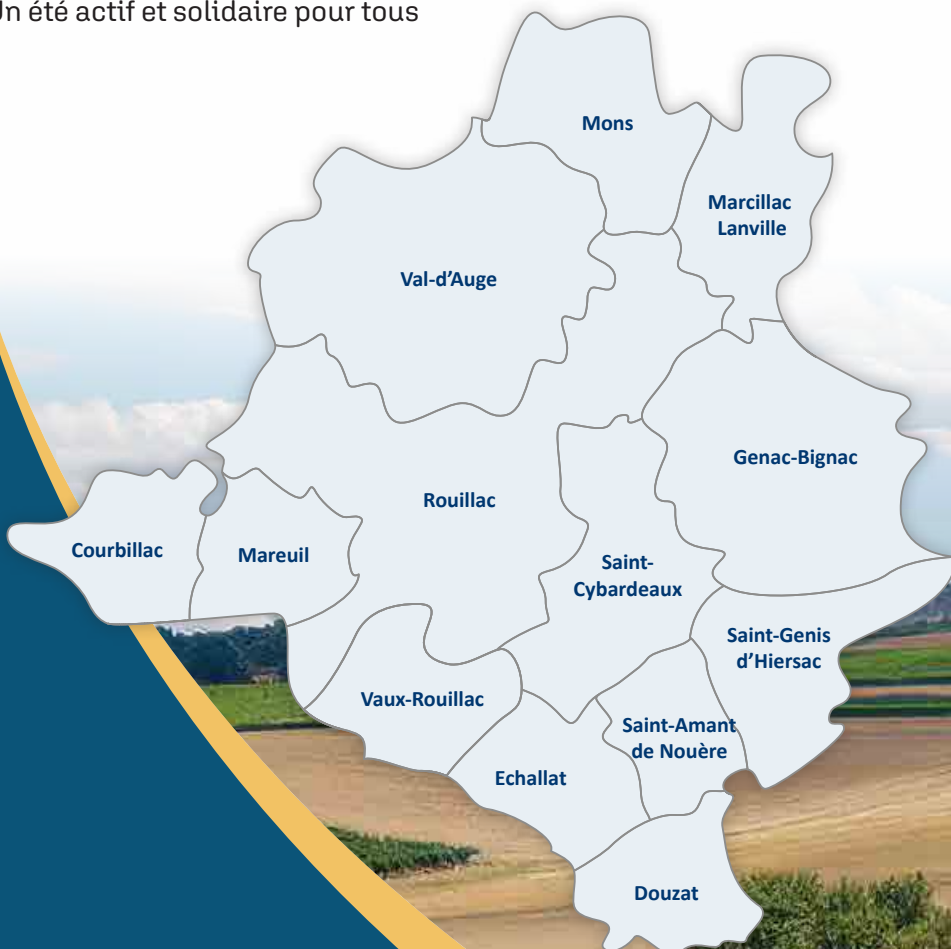 Un été actif et solidaire pour tous
Mons
Marcillac
Lanville
Val-d'Auge
Genac-Bignac
Rouillac
Courbillac
Mareuil
Saint-
Cybardeaux
Saint-Genis
d'Hiersac
Vaux-Rouillac
Saint-Amant
de Nouère
Echallat
Douzat